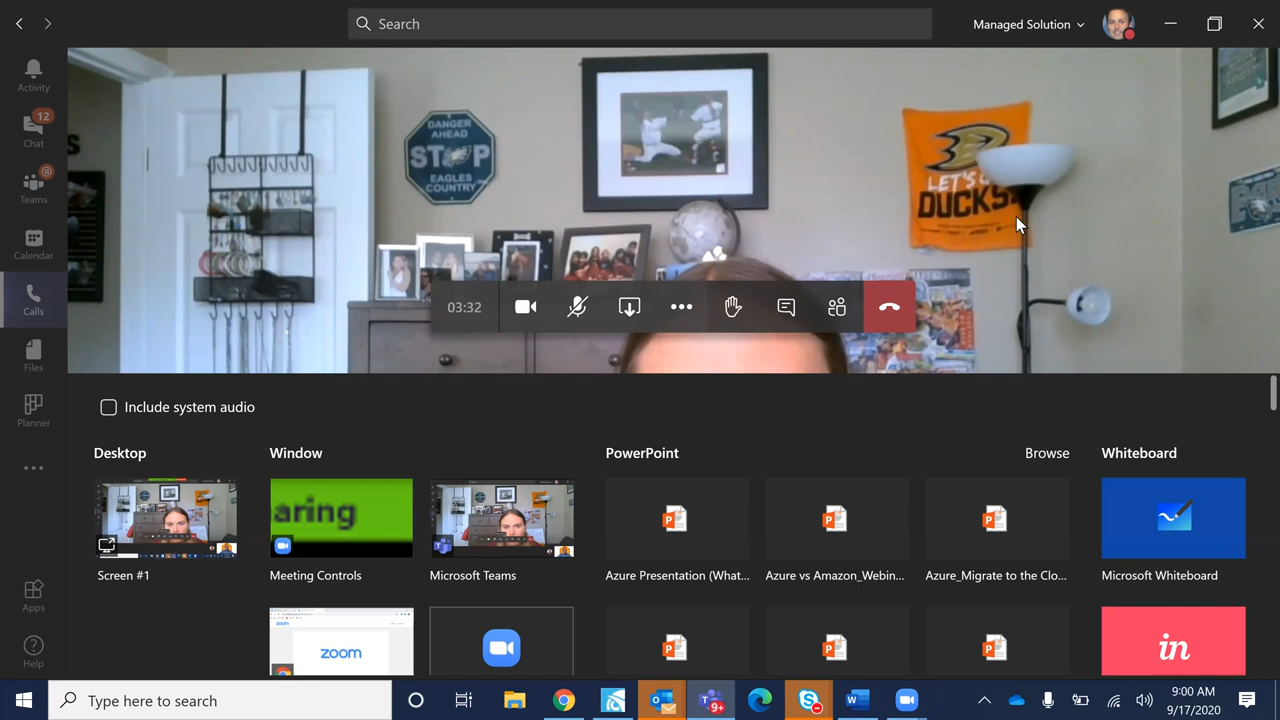 Search
Managed Solution
Activity
12
Chat
Teams
Calendar
Calls
Files
Planner
Apps
Help
DANGER
AHEAD
STOP
EAGLES
COUNTRY
LET'S GO
DUCKS
03:32
Include system audio
Desktop
Window
PowerPoint
Browse
Whiteboard
aring
Screen #1
Meeting Controls
Microsoft Teams
Azure Presentation (What...
Azure vs Amazon_Webin...
Azure_Migrate to the Clo...
Microsoft Whiteboard
zoom
in
Type here to search
9+
9:00 AM
9/17/2020